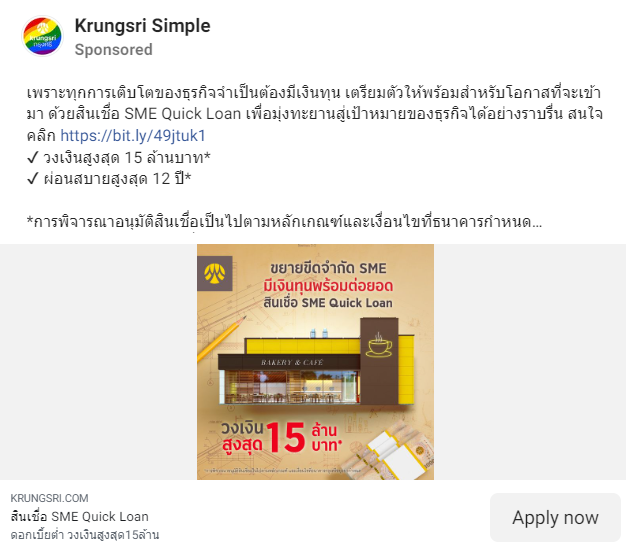 Krungsri Simple
Sponsored
krungsri
กรุงศรี
เพราะทุกการเติบโตของธุรกิจจำเป็นต้องมีเงินทุน เตรียมตัวให้พร้อมสำหรับโอกาสที่จะเข้า
มา ด้วยสินเชื่อ SME Quick Loan เพื่อมุ่งทะยานสู่เป้าหมายของธุรกิจได้อย่างราบรื่น สนใจ
คลิก https://bit.ly/49jtuk1
✓ วงเงินสูงสุด 15 ล้านบาท*
✓ ผ่อนสบายสูงสุด 12 ปี*
*การพิจารณาอนุมัติสินเชื่อเป็นไปตามหลักเกณฑ์และเงื่อนไขที่ธนาคารกำหนด...
ขยายขีดจำกัด SME
มีเงินทุนพร้อมต่อยอด
สินเชื่อ SME Quick Loan
BAKERY & CAFÉ
วงเงิน
สูงสุด 15 ล้าน
บาท*
KRUNGSRI.COM
สินเชื่อ SME Quick Loan
ดอกเบี้ยต่ำ วงเงินสูงสุด15ล้าน
Apply now